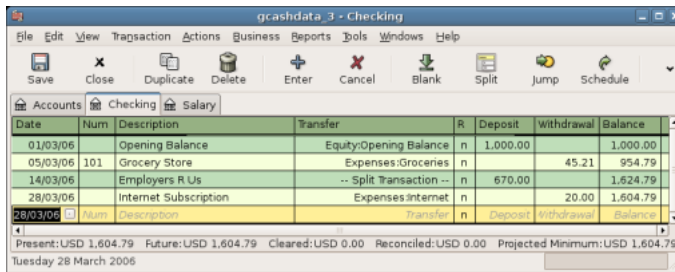 gcashdata_3 - Checking
File Edit View Transaction Actions Business Reports Tools Windows Help
Save Close Duplicate Delete Enter Cancel Blank Split Jump Schedule
Accounts Checking Salary
Date Num Description Transfer R Deposit Withdrawal Balance
01/03/06 Opening Balance Equity:Opening Balance n 1,000.00 1,000.00
05/03/06 101 Grocery Store Expenses:Groceries n 45.21 954.79
14/03/06 Employers R Us -- Split Transaction -- n 670.00 1,624.79
28/03/06 Internet Subscription Expenses:Internet n 20.00 1,604.79
28/03/06 Num Description Transfer n Deposit Withdrawal Balance
Present:USD 1,604.79 Future:USD 1,604.79 Cleared:USD 0.00 Reconciled:USD 0.00 Projected Minimum:USD 1,604.79
Tuesday 28 March 2006